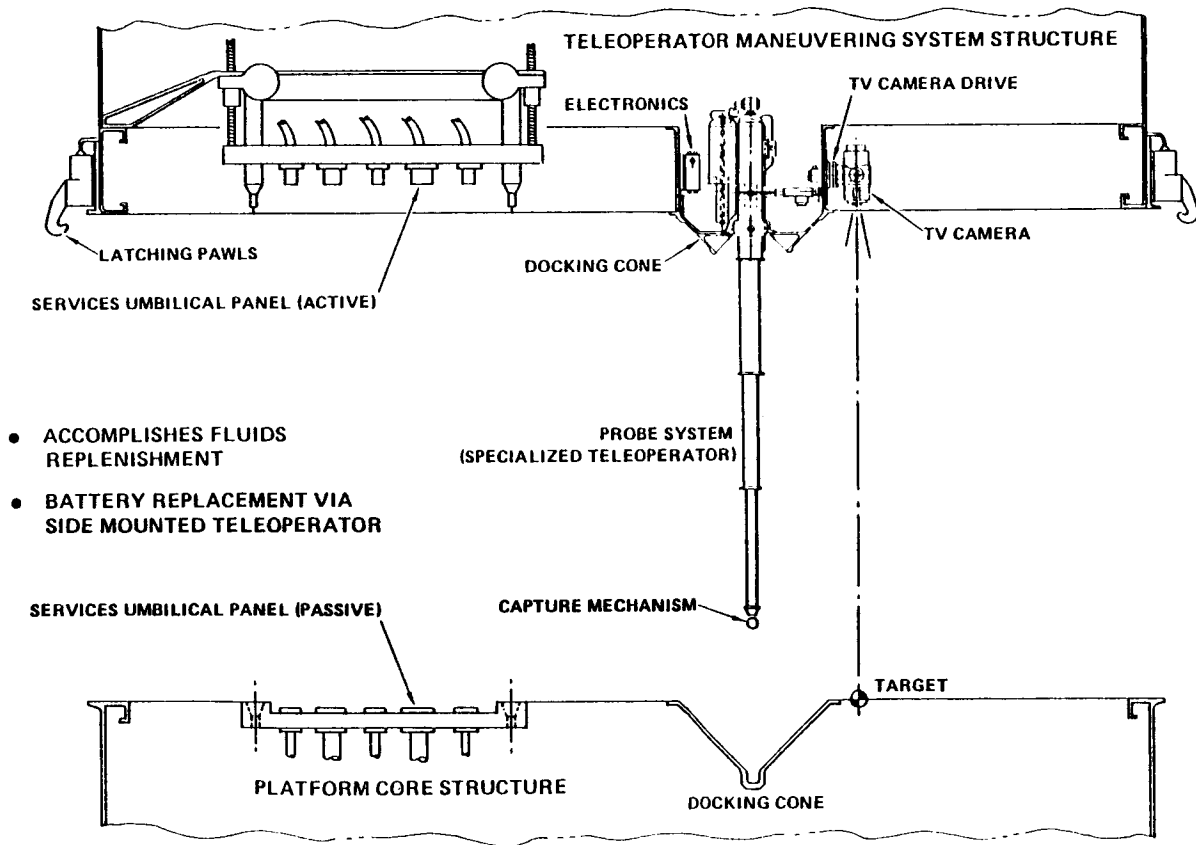 TELEOPERATOR MANEUVERING SYSTEM STRUCTURE
TV CAMERA DRIVE
ELECTRONICS
LATCHING PAWLS
DOCKING CONE
TV CAMERA
SERVICES UMBILICAL PANEL (ACTIVE)
• ACCOMPLISHES FLUIDS
REPLENISHMENT
• BATTERY REPLACEMENT VIA
SIDE MOUNTED TELEOPERATOR
PROBE SYSTEM
(SPECIALIZED TELEOPERATOR)
SERVICES UMBILICAL PANEL (PASSIVE)
CAPTURE MECHANISM
TARGET
PLATFORM CORE STRUCTURE
DOCKING CONE